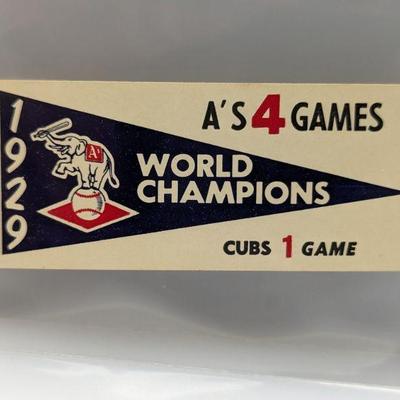 1929
A'S 4 GAMES
A's
WORLD
CHAMPIONS
CUBS 1 GAME